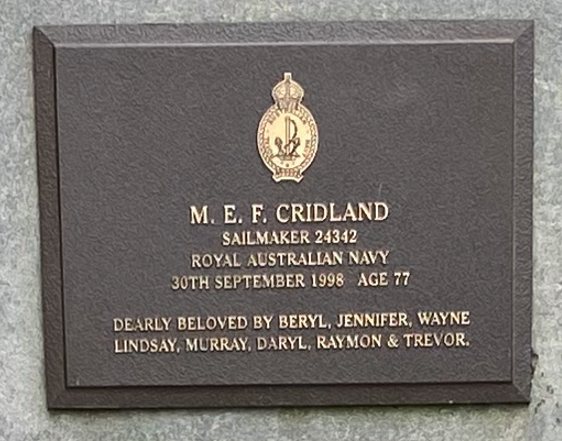 M. E. F. CRIDLAND
SAILMAKER 24342
ROYAL AUSTRALIAN NAVY
30TH SEPTEMBER 1998 AGE 77
DEARLY BELOVED BY BERYL, JENNIFER, WAYNE
LINDSAY, MURRAY, DARYL, RAYMON & TREVOR.